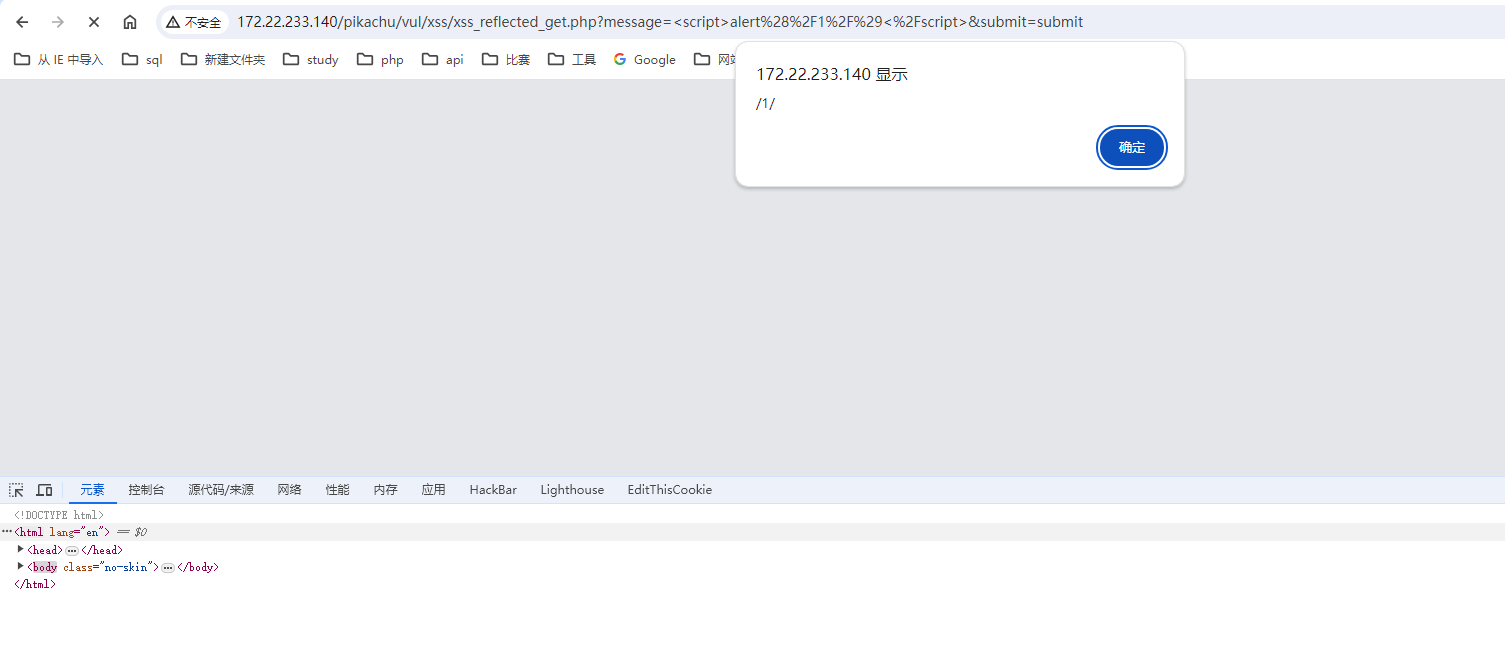 不安全 172.22.233.140/pikachu/vul/xss/xss_reflected_get.php?message=<script>alert%28%2F1%2F%29<%2Fscript>&submit=submit
从 IE 中导入 sql 新建文件夹 study php api 比赛 工具 Google
172.22.233.140 显示
/1/
确定
元素 控制台 源代码/来源 网络 性能 内存 应用 HackBar Lighthouse EditThisCookie
<!DOCTYPE html>
<html lang="en"> == $0
<head>…</head>
<body class="no-skin">…</body>
</html>